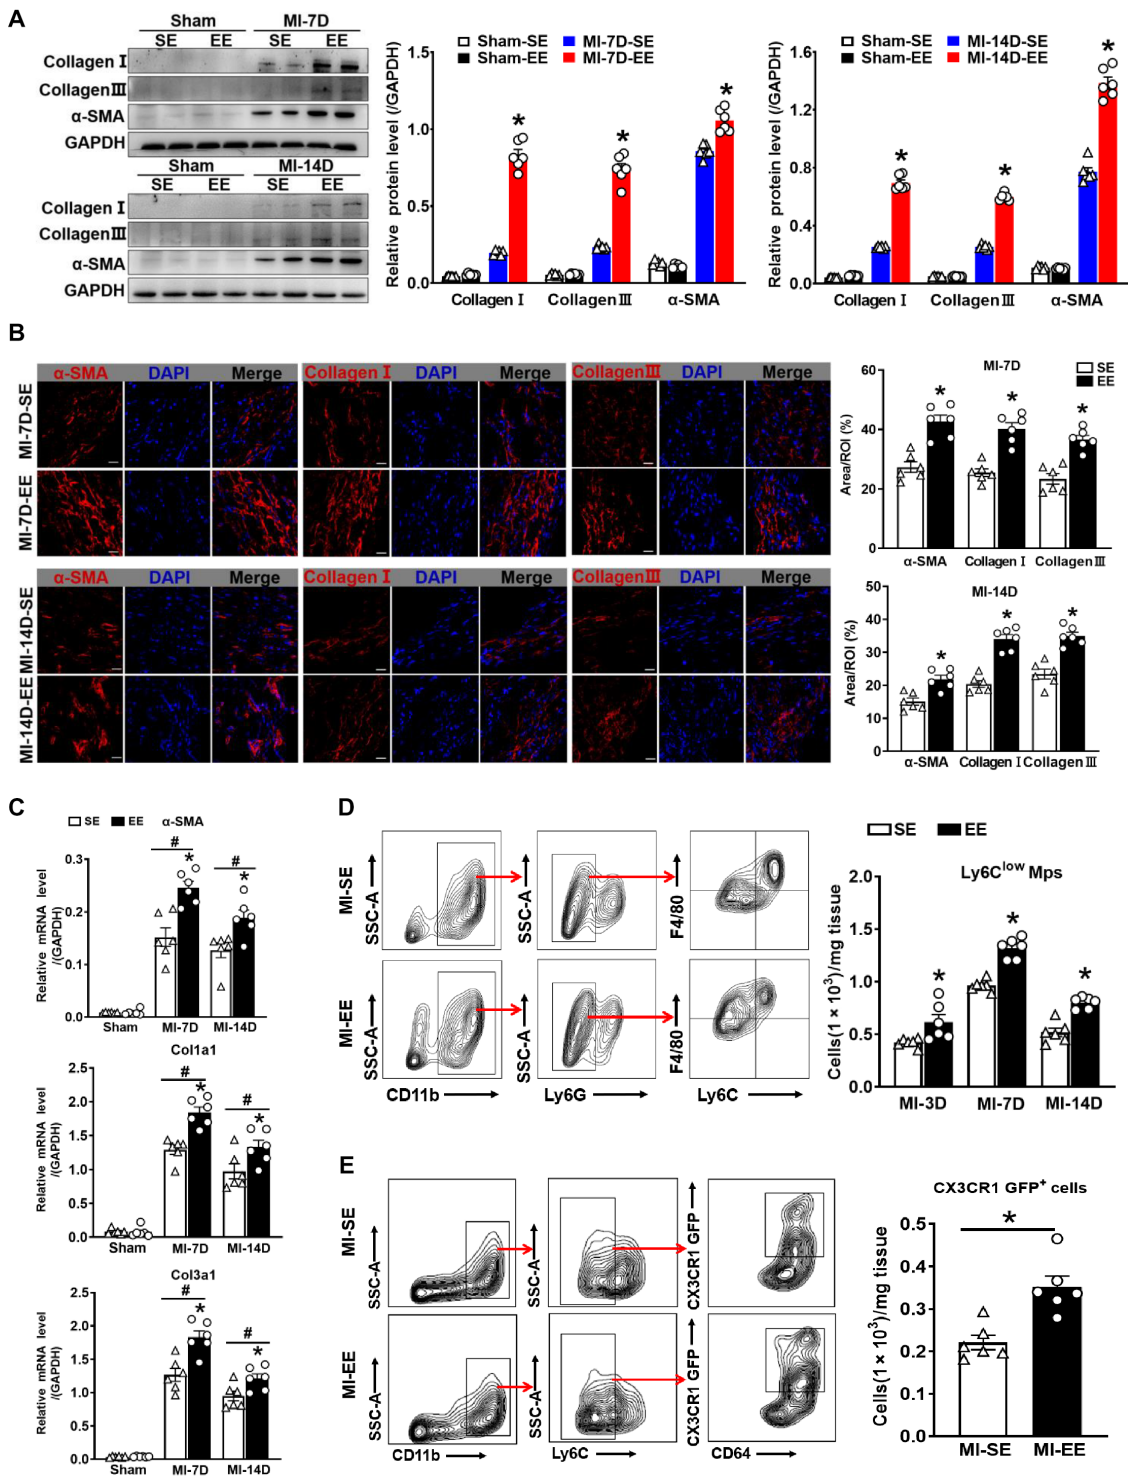 A
Sham MI-7D
SE EE SE EE
Collagen Ⅰ
Collagen Ⅲ
α-SMA
GAPDH
Sham MI-14D
SE EE SE EE
Collagen Ⅰ
Collagen Ⅲ
α-SMA
GAPDH
Relative protein level (/GAPDH)
1.5
1.0
0.5
0.0
Sham-SE MI-7D-SE
Sham-EE MI-7D-EE
* * *
Collagen Ⅰ Collagen Ⅲ α-SMA
Relative protein level (/GAPDH)
1.6
1.2
0.8
0.4
0.0
Sham-SE MI-14D-SE
Sham-EE MI-14D-EE
* * *
Collagen Ⅰ Collagen Ⅲ α-SMA
B
α-SMA DAPI Merge Collagen Ⅰ DAPI Merge Collagen Ⅲ DAPI Merge
MI-7D-SE
MI-7D-EE
α-SMA DAPI Merge Collagen Ⅰ DAPI Merge Collagen Ⅲ DAPI Merge
MI-14D-SE
MI-14D-EE
MI-7D
SE
EE
Area/ROI (%)
60
40
20
0
* * *
α-SMA Collagen Ⅰ Collagen Ⅲ
MI-14D
Area/ROI (%)
50
40
30
20
10
0
* * *
α-SMA Collagen Ⅰ Collagen Ⅲ
C
SE EE α-SMA
Relative mRNA level
/(GAPDH)
0.3
0.2
0.1
0.0
# *
# *
Sham MI-7D MI-14D
Col1a1
Relative mRNA level
/(GAPDH)
2.5
2.0
1.5
1.0
0.5
0.0
# *
# *
Sham MI-7D MI-14D
Col3a1
Relative mRNA level
/(GAPDH)
2.5
2.0
1.5
1.0
0.5
0.0
# *
# *
Sham MI-7D MI-14D
D
MI-SE
SSC-A SSC-A F4/80
MI-EE
SSC-A SSC-A F4/80
CD11b Ly6G Ly6C
SE EE
Ly6Clow Mps
Cells(1 × 10³)/mg tissue
2.0
1.5
1.0
0.5
0.0
* * *
MI-3D MI-7D MI-14D
E
MI-SE
SSC-A SSC-A CX3CR1 GFP
MI-EE
SSC-A SSC-A CX3CR1 GFP
CD11b Ly6C CD64
CX3CR1 GFP⁺ cells
Cells(1 × 10³)/mg tissue
0.5
0.4
0.3
0.2
0.1
0.0
*
MI-SE MI-EE